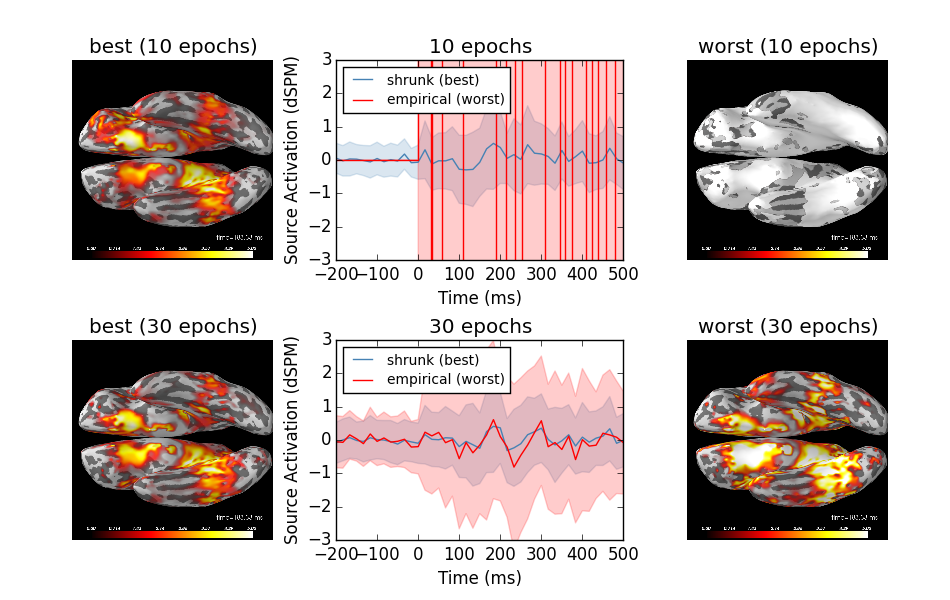 best (10 epochs)
10 epochs
worst (10 epochs)
Source Activation (dSPM)
3
2
1
0
−1
−2
−3
shrunk (best)
empirical (worst)
−200 −100 0 100 200 300 400 500
Time (ms)
best (30 epochs)
30 epochs
worst (30 epochs)
Source Activation (dSPM)
3
2
1
0
−1
−2
−3
shrunk (best)
empirical (worst)
−200 −100 0 100 200 300 400 500
Time (ms)